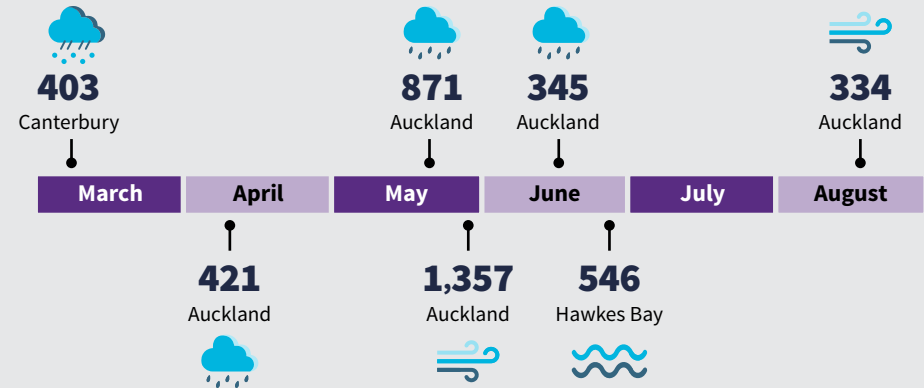 403
Canterbury
871
Auckland
345
Auckland
334
Auckland
March April May June July August
421
Auckland
1,357
Auckland
546
Hawkes Bay